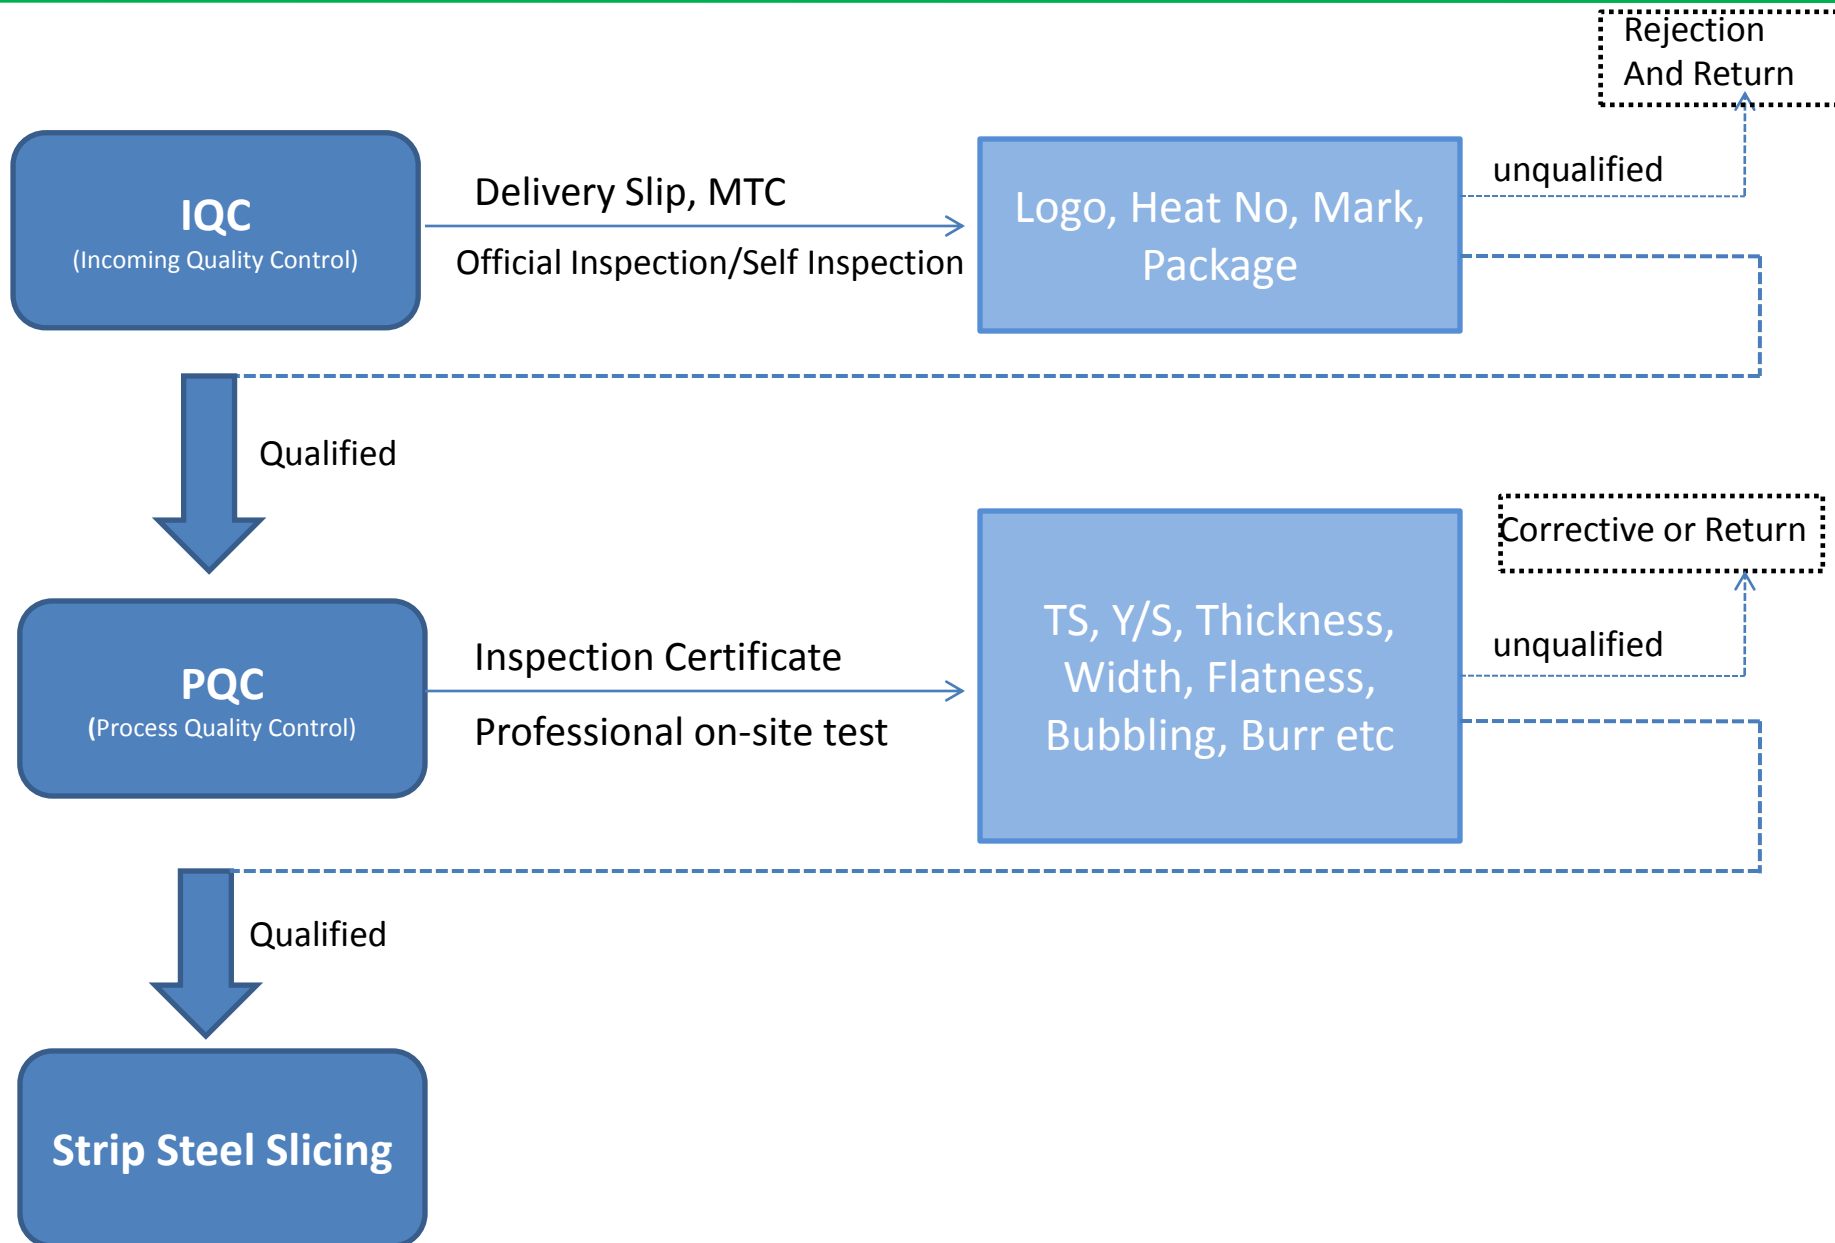 Rejection
And Return
IQC
(Incoming Quality Control)
Delivery Slip, MTC
Official Inspection/Self Inspection
Logo, Heat No, Mark,
Package
unqualified
Qualified
Corrective or Return
PQC
(Process Quality Control)
Inspection Certificate
Professional on-site test
TS, Y/S, Thickness,
Width, Flatness,
Bubbling, Burr etc
unqualified
Qualified
Strip Steel Slicing